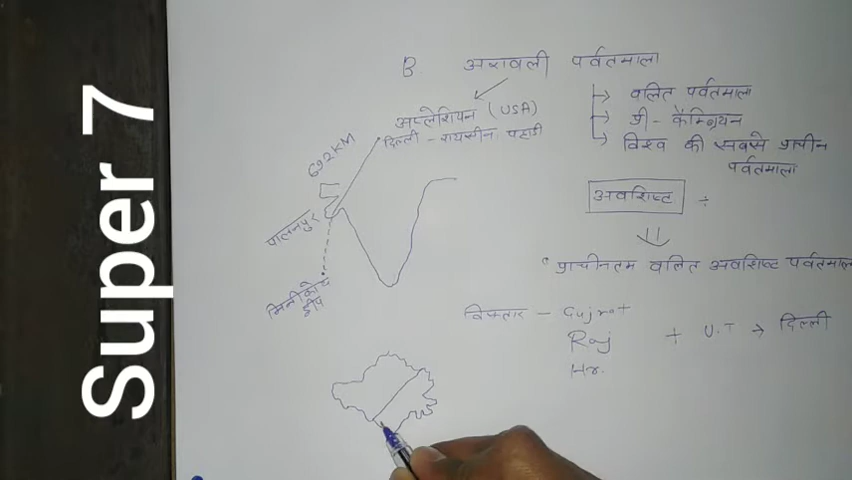 Super 7
B. अरावली पर्वतमाला
वलित पर्वतमाला
प्री - कैम्ब्रियन
विश्व की सबसे प्राचीन
पर्वतमाला
अप्लेशियन (USA)
दिल्ली - रायसीन पहाडी
692KM
पालनपुर
मिनीकोय
द्वीप
अवशिष्ट ÷
प्राचीनतम वलित अवशिष्ट पर्वतमाल
विस्तार - Gujrat
Raj + U.T → दिल्ली
Hr.